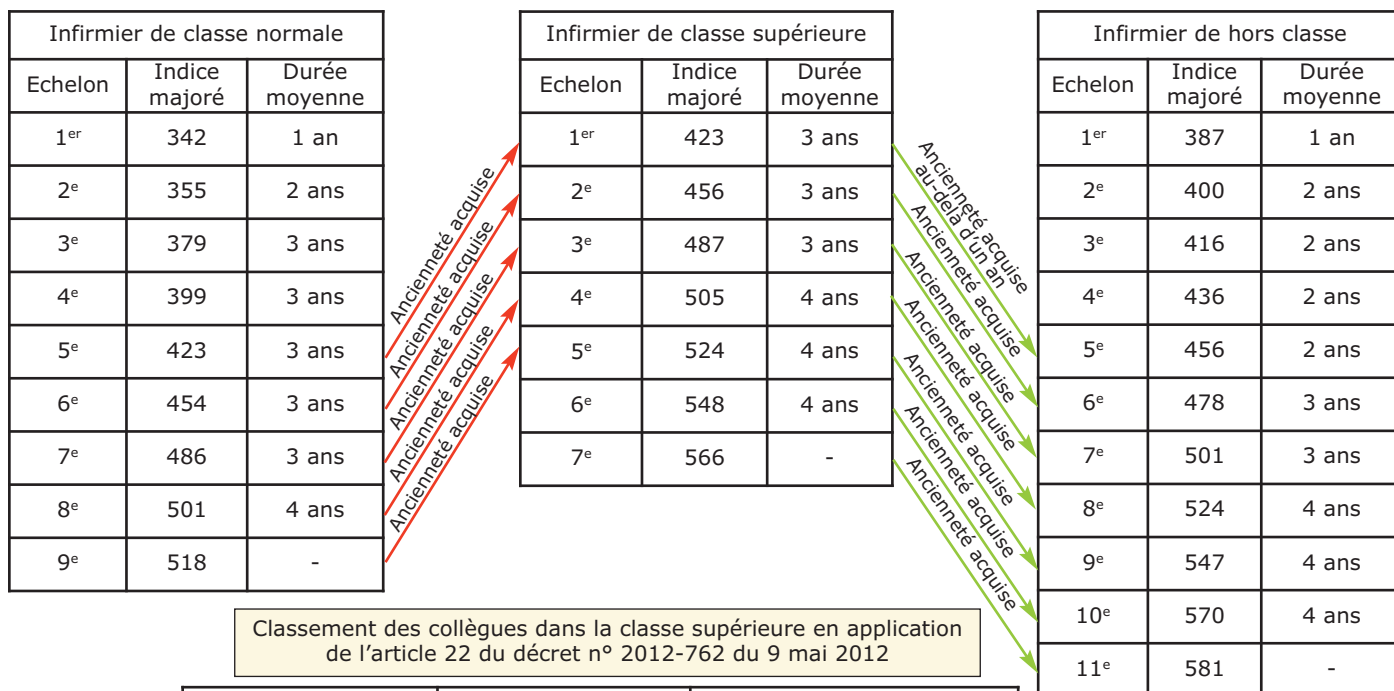 Infirmier de classe normale
Echelon Indice majoré Durée moyenne
1er 342 1 an
2e 355 2 ans
3e 379 3 ans
4e 399 3 ans
5e 423 3 ans
6e 454 3 ans
7e 486 3 ans
8e 501 4 ans
9e 518 -
Ancienneté acquise
Ancienneté acquise
Ancienneté acquise
Ancienneté acquise
Ancienneté acquise
Infirmier de classe supérieure
Echelon Indice majoré Durée moyenne
1er 423 3 ans
2e 456 3 ans
3e 487 3 ans
4e 505 4 ans
5e 524 4 ans
6e 548 4 ans
7e 566 -
Ancienneté acquise
au-delà d'un an
Ancienneté acquise
Ancienneté acquise
Ancienneté acquise
Ancienneté acquise
Ancienneté acquise
Ancienneté acquise
Infirmier de hors classe
Echelon Indice majoré Durée moyenne
1er 387 1 an
2e 400 2 ans
3e 416 2 ans
4e 436 2 ans
5e 456 2 ans
6e 478 3 ans
7e 501 3 ans
8e 524 4 ans
9e 547 4 ans
10e 570 4 ans
11e 581 -
Classement des collègues dans la classe supérieure en application
de l'article 22 du décret n° 2012-762 du 9 mai 2012